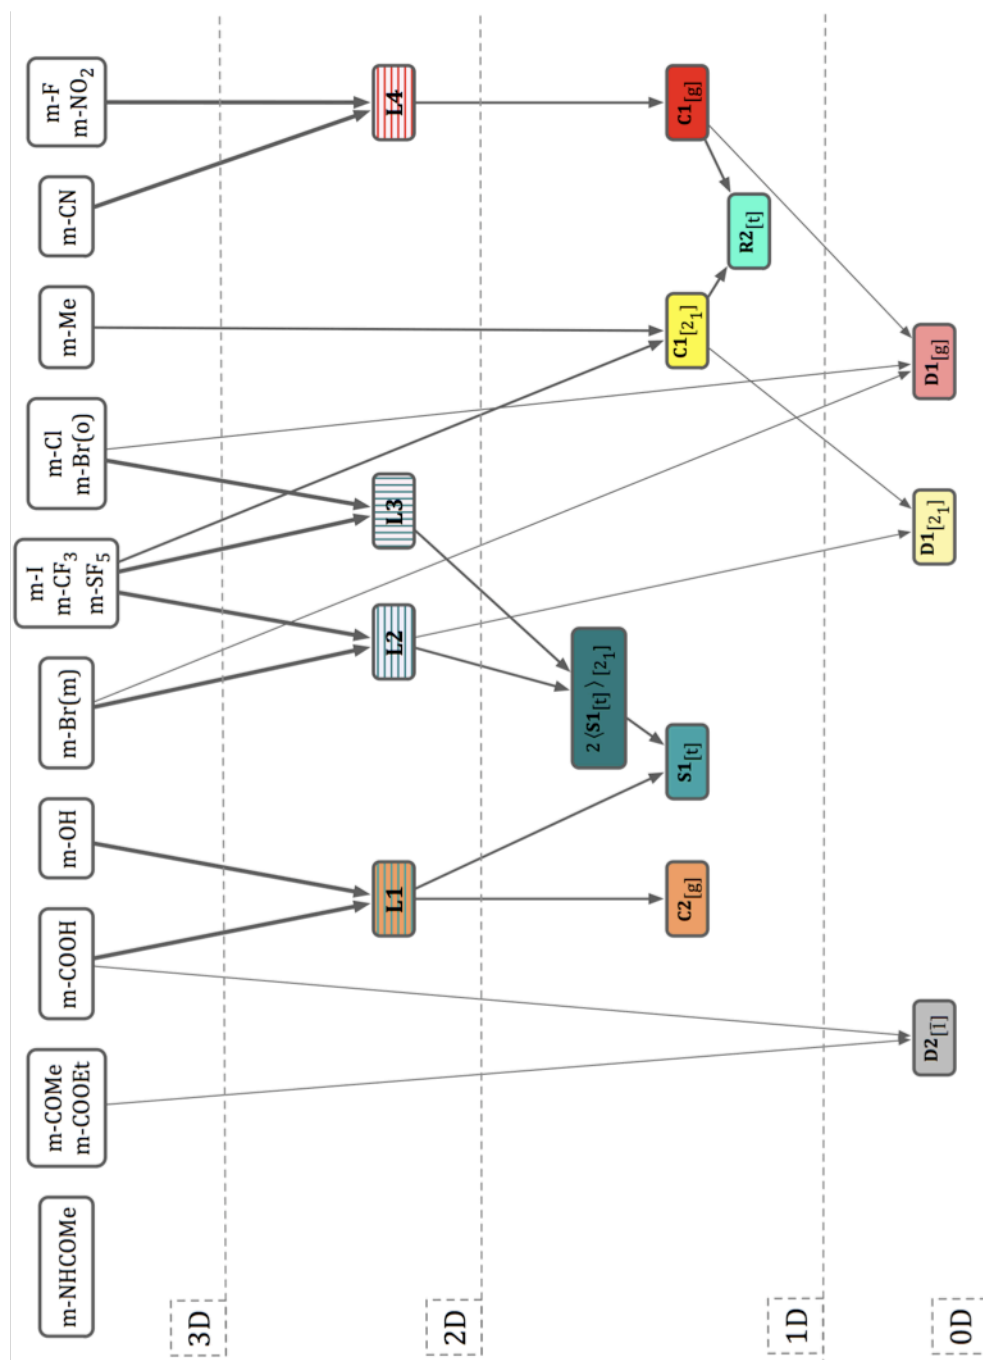 m-NHCOMe
m-COMe
m-COOEt
m-COOH
m-OH
m-Br(m)
m-I
m-CF3
m-SF5
m-Cl
m-Br(o)
m-Me
m-CN
m-F
m-NO2
3D
L1
L2
L3
L4
2D
2⟨S1[t]⟩[2₁]
C2[g]
S1[t]
C1[2₁]
C1[g]
R2[t]
1D
D2[ī]
D1[2₁]
D1[g]
0D